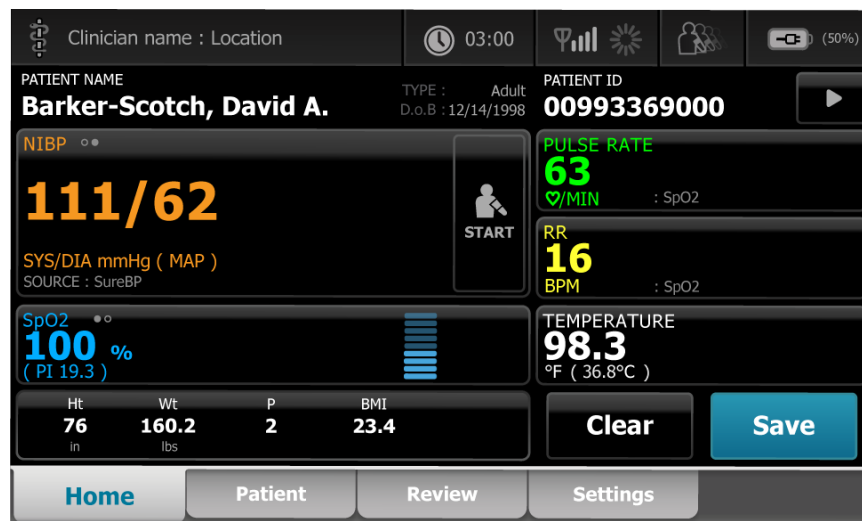 Clinician name : Location
03:00
(50%)
PATIENT NAME
Barker-Scotch, David A.
TYPE : Adult
D.o.B : 12/14/1998
PATIENT ID
00993369000
NIBP
111/62
SYS/DIA mmHg ( MAP )
SOURCE : SureBP
START
PULSE RATE
63
/MIN : SpO2
RR
16
BPM : SpO2
SpO2
100 %
( PI 19.3 )
TEMPERATURE
98.3
°F ( 36.8°C )
Ht Wt P BMI
76 160.2 2 23.4
in lbs
Clear
Save
Home Patient Review Settings